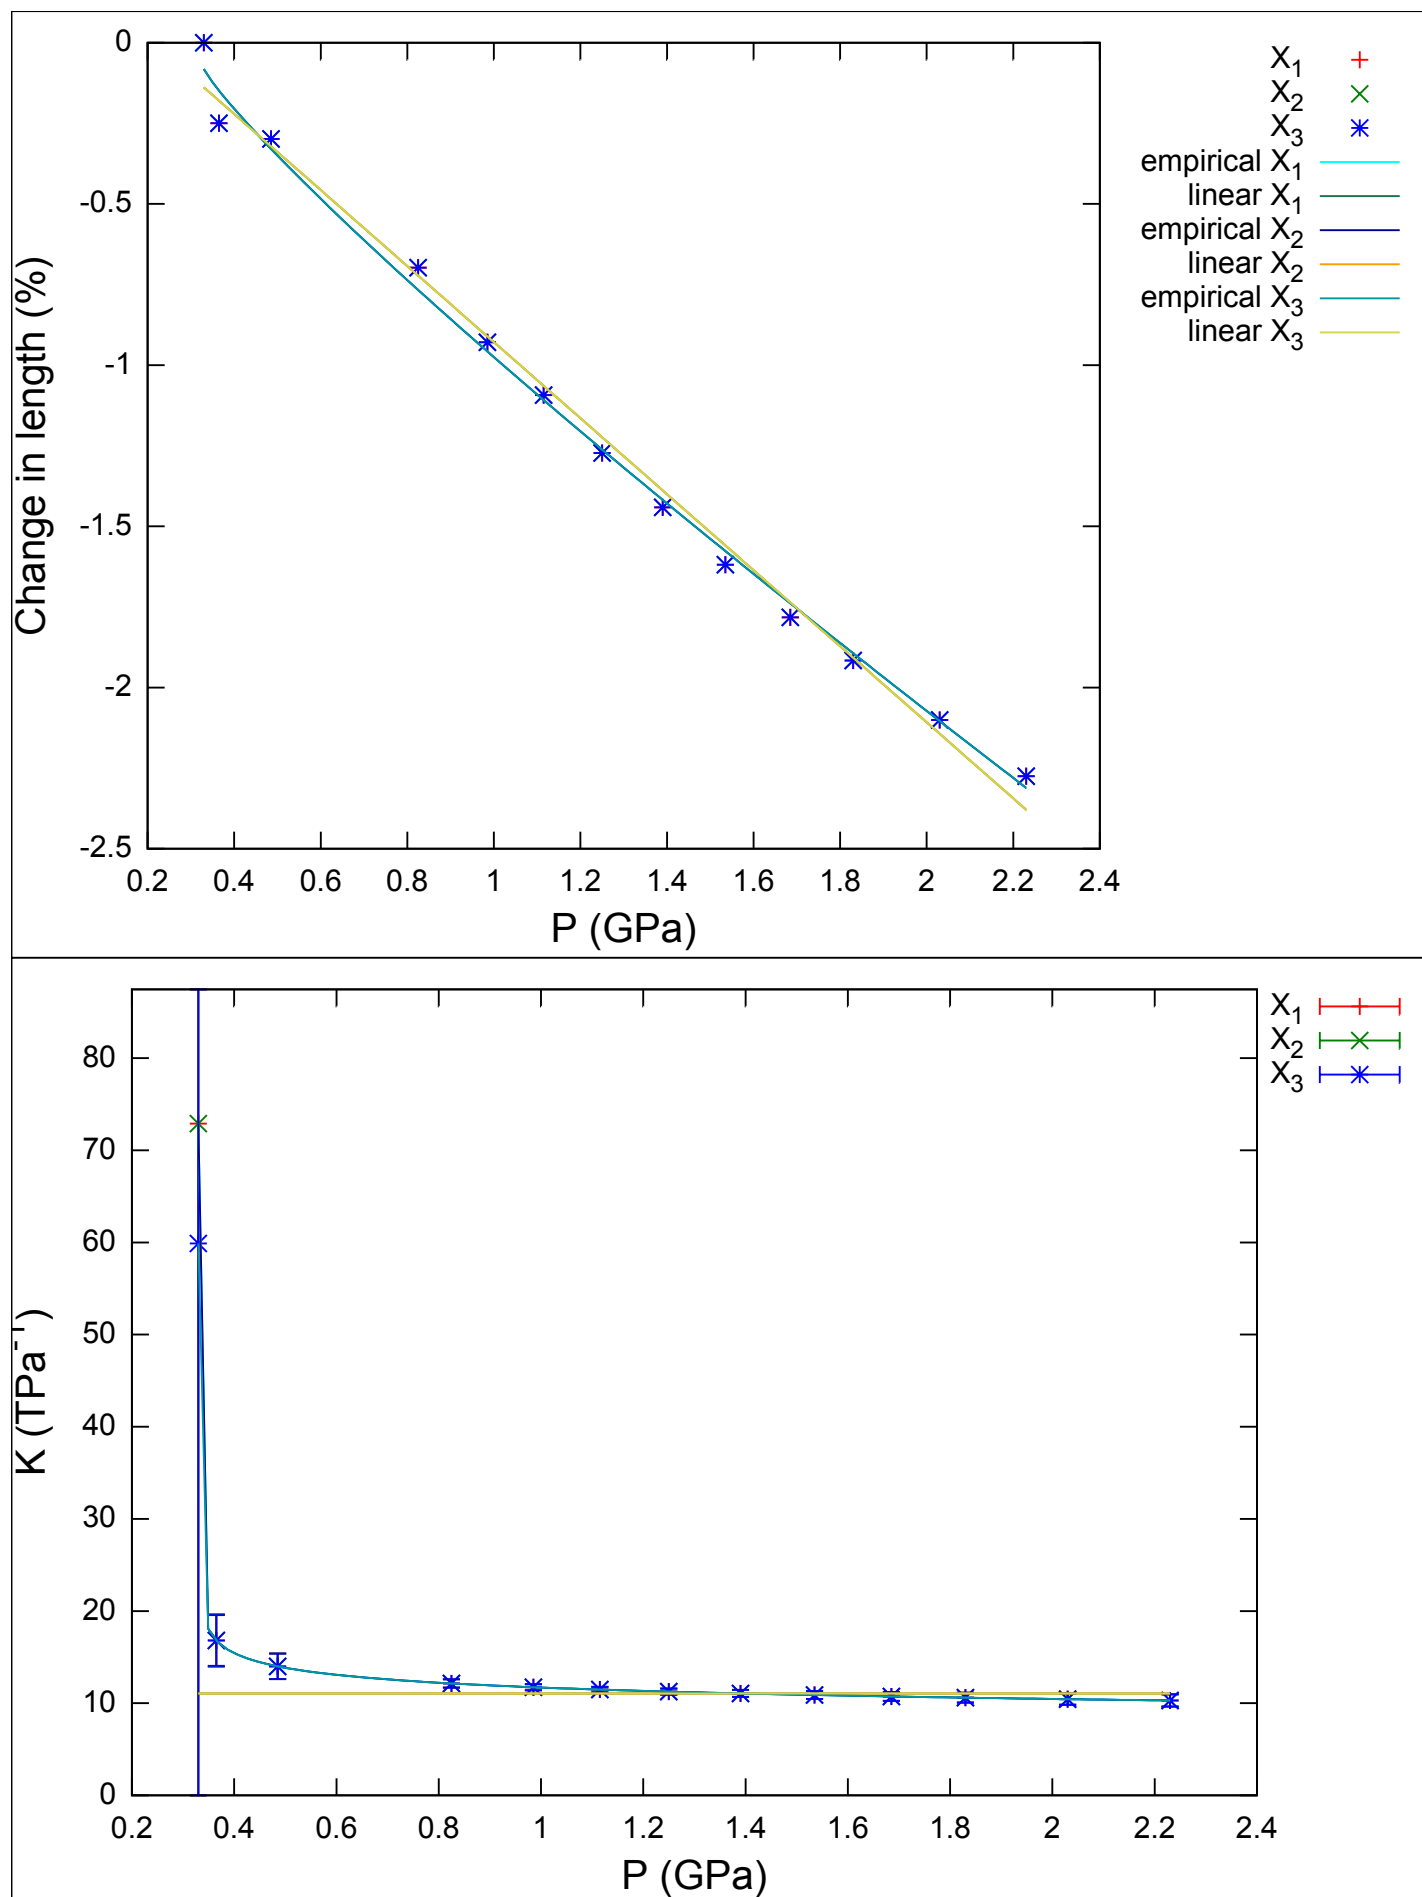 0
-0.5
-1
-1.5
-2
-2.5
0.2 0.4 0.6 0.8 1 1.2 1.4 1.6 1.8 2 2.2 2.4
Change in length (%)
P (GPa)
X1
X2
X3
empirical X1
linear X1
empirical X2
linear X2
empirical X3
linear X3
80
70
60
50
40
30
20
10
0
0.2 0.4 0.6 0.8 1 1.2 1.4 1.6 1.8 2 2.2 2.4
K (TPa⁻¹)
P (GPa)
X1
X2
X3